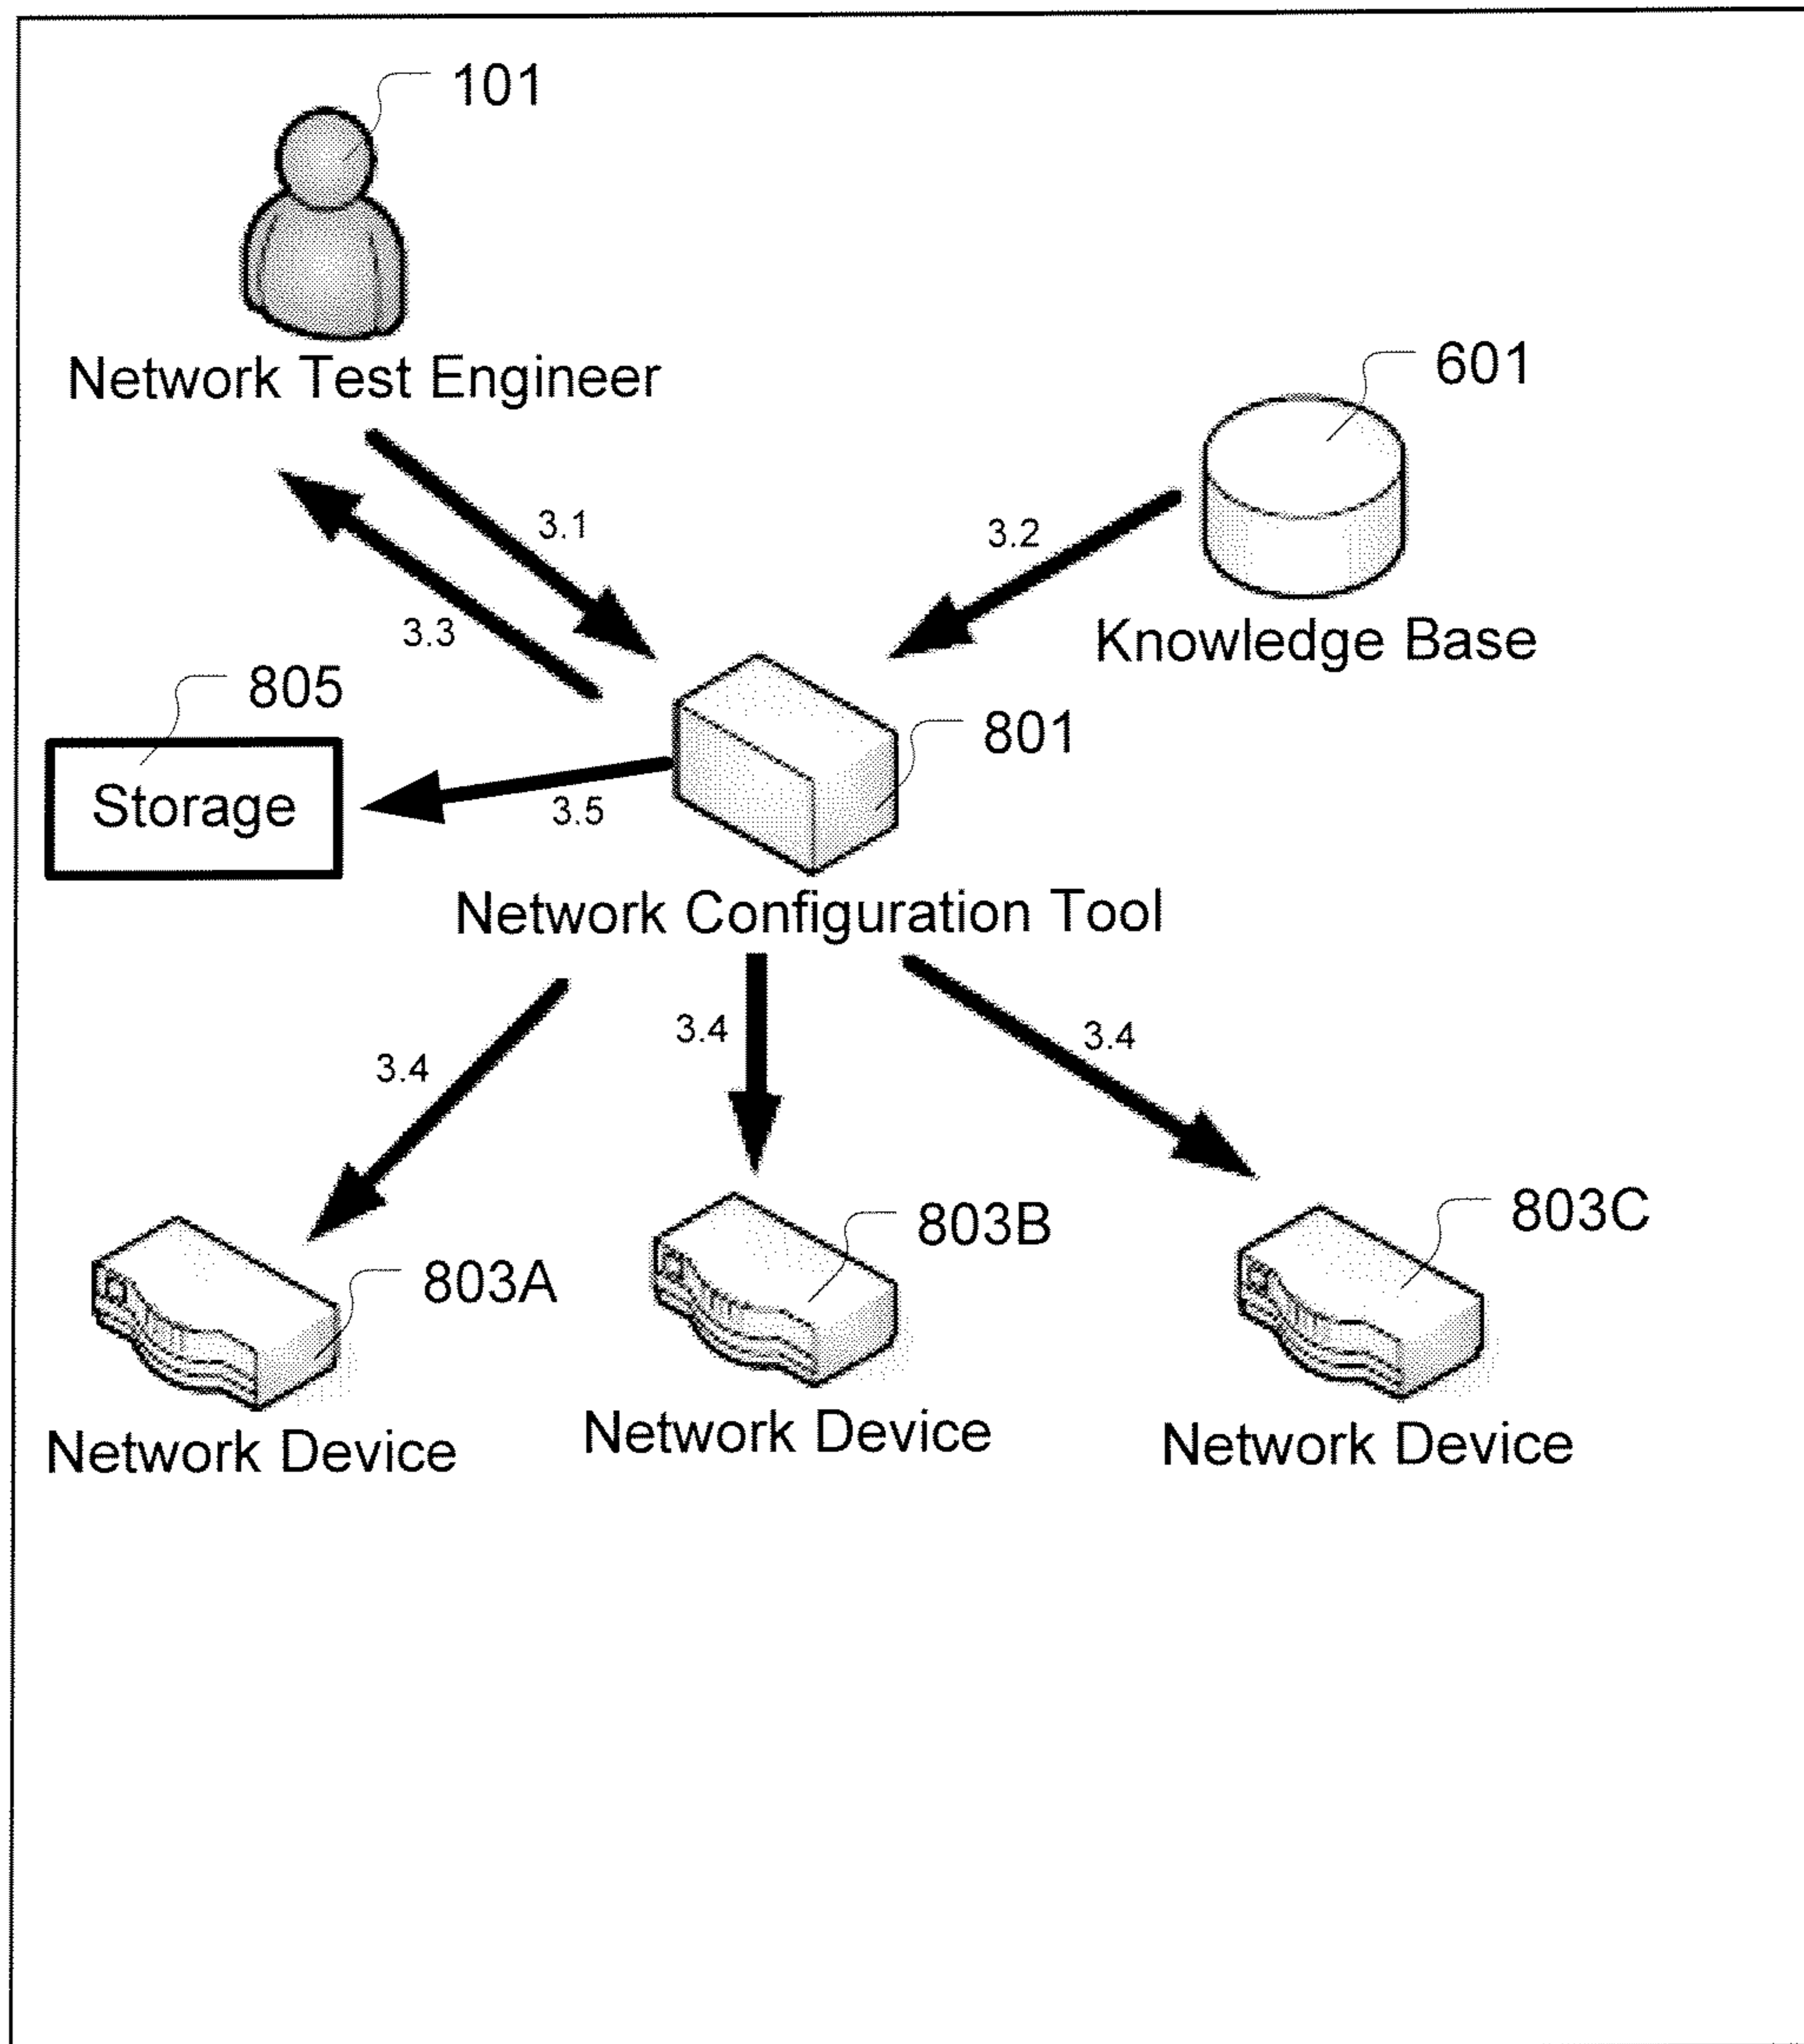 101
Network Test Engineer
601
3.1
3.2
Knowledge Base
3.3
805
801
Storage
3.5
Network Configuration Tool
3.4
3.4
3.4
803A
803B
803C
Network Device
Network Device
Network Device